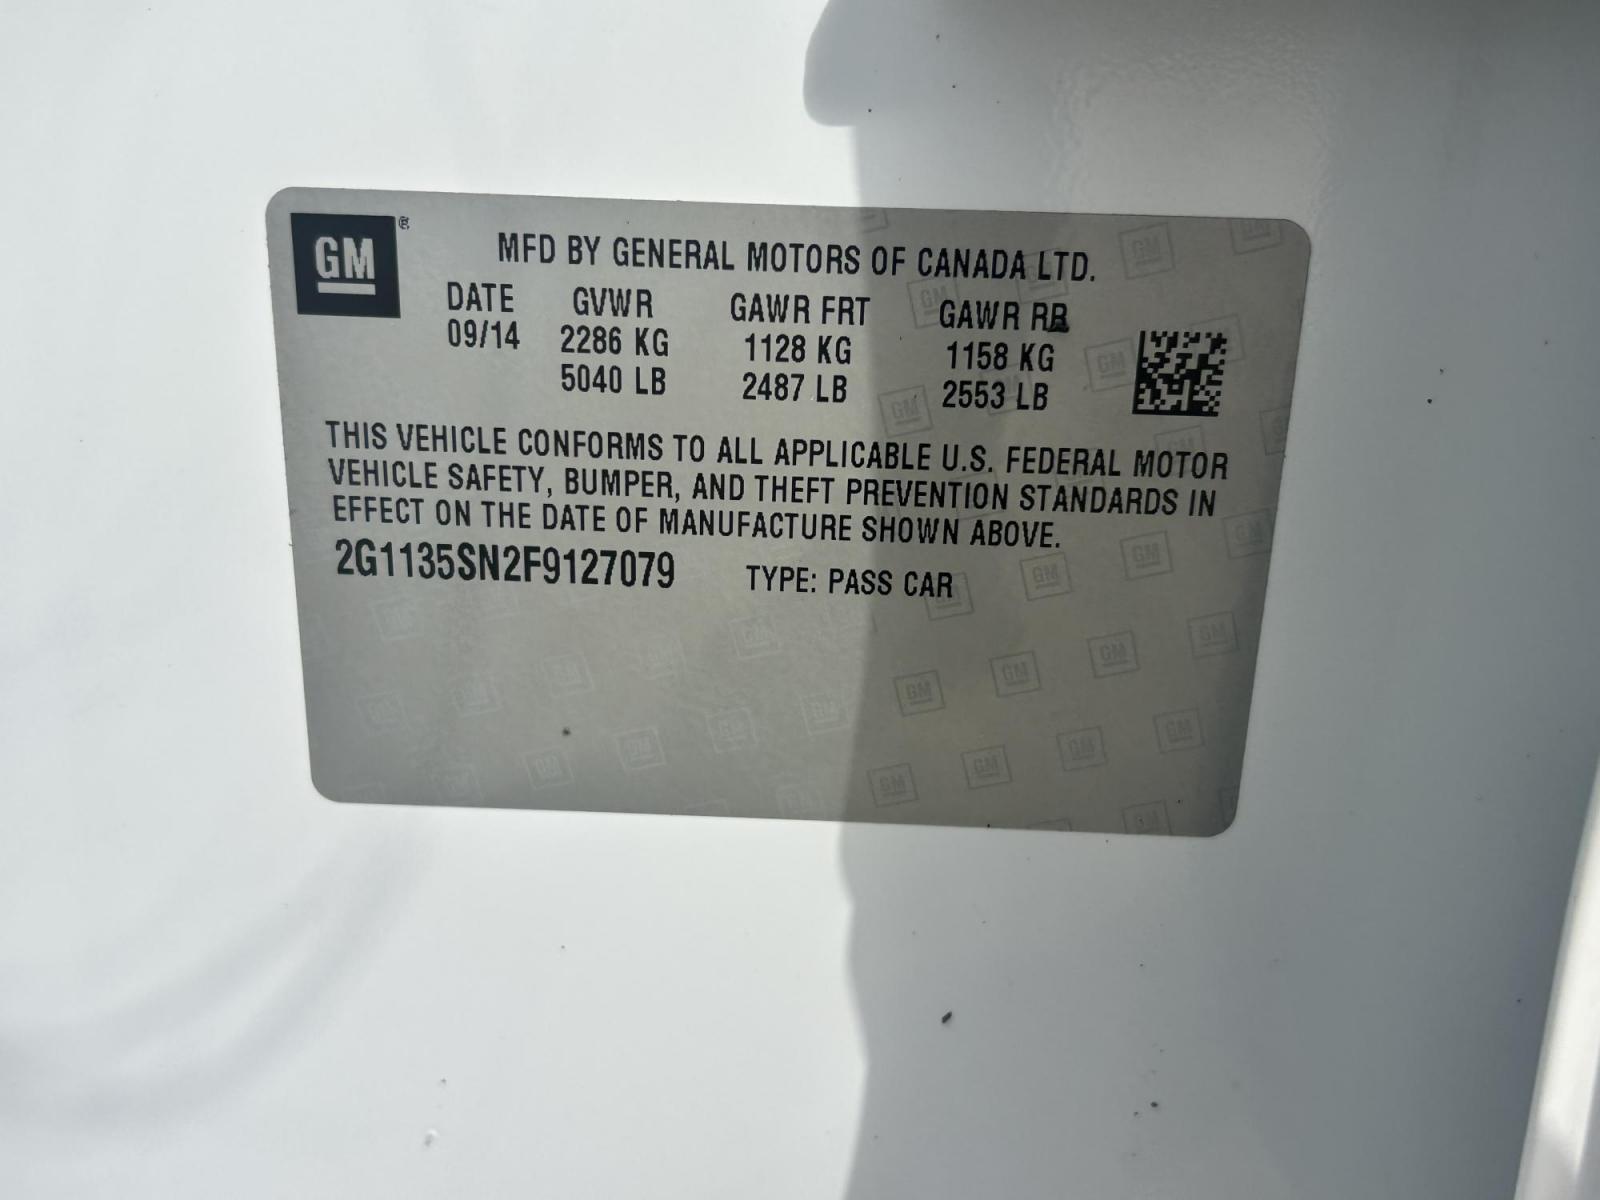 GM®
MFD BY GENERAL MOTORS OF CANADA LTD.
DATE GVWR GAWR FRT GAWR RR
09/14 2286 KG 1128 KG 1158 KG
5040 LB 2487 LB 2553 LB
THIS VEHICLE CONFORMS TO ALL APPLICABLE U.S. FEDERAL MOTOR
VEHICLE SAFETY, BUMPER, AND THEFT PREVENTION STANDARDS IN
EFFECT ON THE DATE OF MANUFACTURE SHOWN ABOVE.
2G1135SN2F9127079 TYPE: PASS CAR